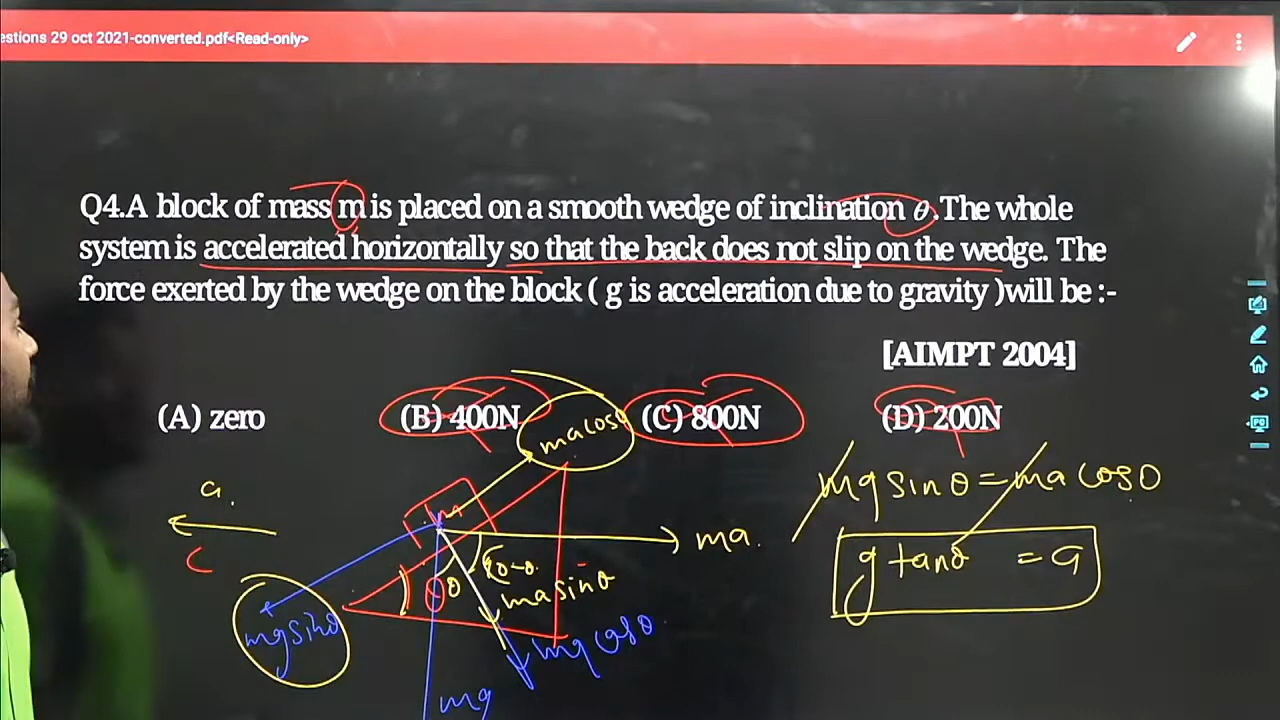 estions 29 oct 2021-converted.pdf<Read-only>
Q4.A block of mass m is placed on a smooth wedge of inclination θ.The whole
system is accelerated horizontally so that the back does not slip on the wedge. The
force exerted by the wedge on the block ( g is acceleration due to gravity )will be :-
[AIMPT 2004]
(A) zero (B) 400N (C) 800N (D) 200N
macosθ
mg sinθ = ma cosθ
a.
ma.
g tanθ = a
90-θ
θ
θ
masinθ
mgsinθ
mg cosθ
mg